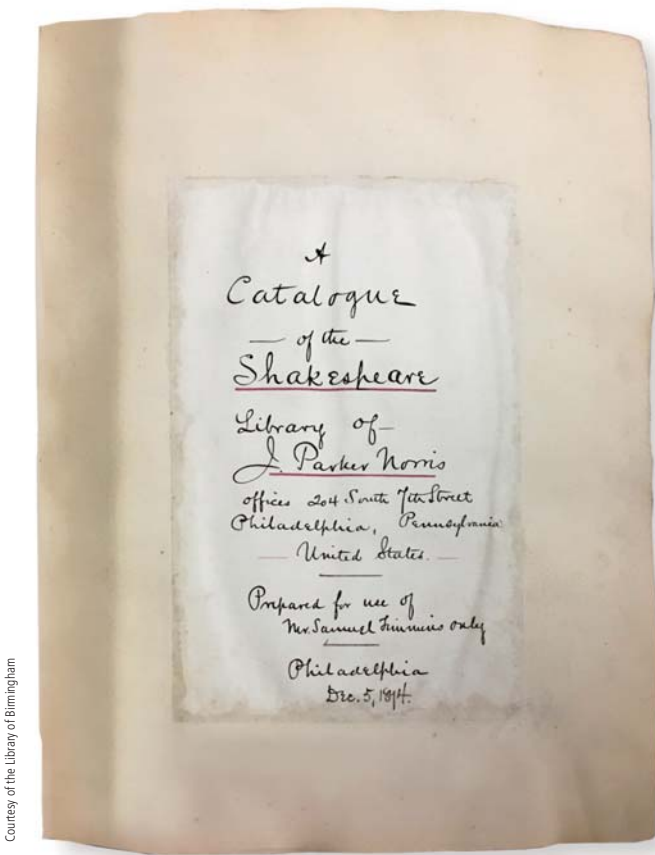 A
Catalogue
— of the —
Shakespeare
Library of —
J. Parker Norris
offices 204 South 7th Street
Philadelphia, Pennsylvania
— United States. —
Prepared for use of
Mr. Samuel Timmins only
Philadelphia
Dec. 5, 1874.
Courtesy of the Library of Birmingham